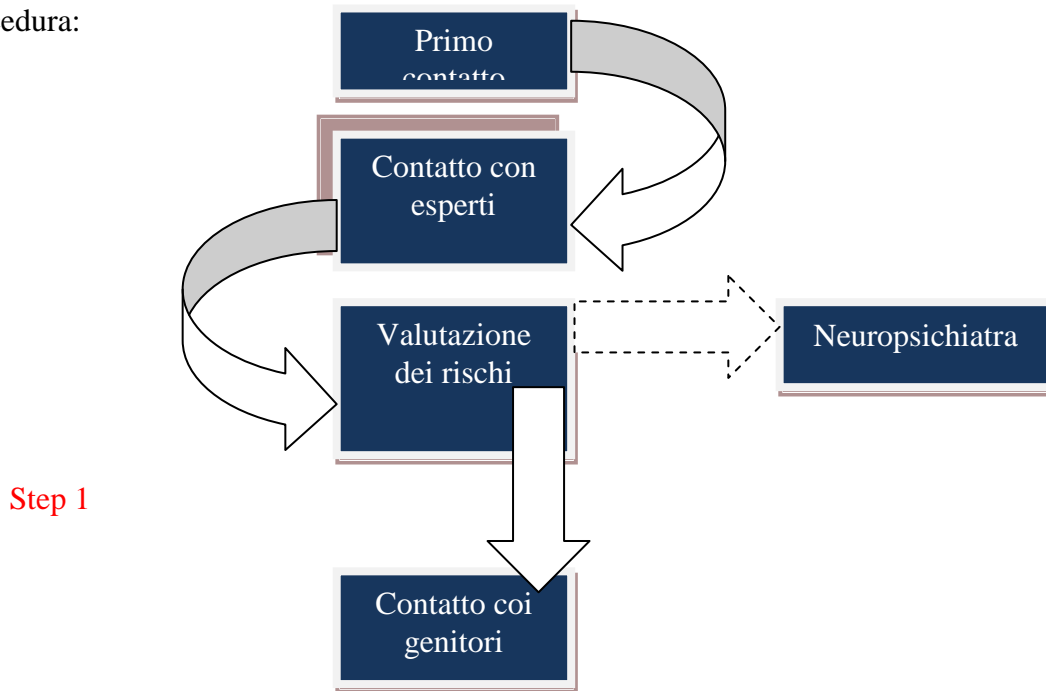 edura:
Primo
contatto
Contatto con
esperti
Valutazione
dei rischi
Neuropsichiatra
Step 1
Contatto coi
genitori